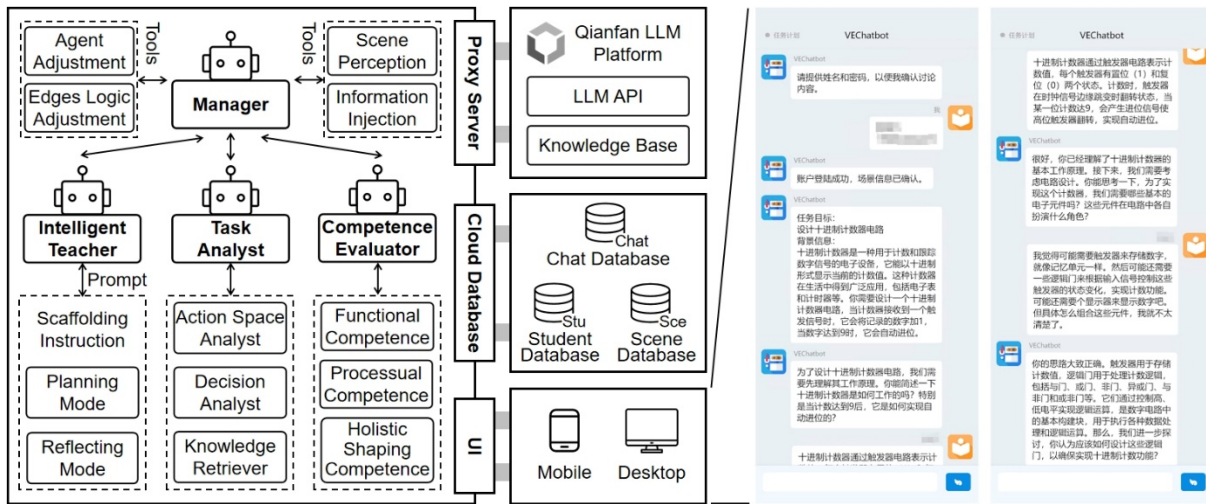 Agent
Adjustment
Edges Logic
Adjustment
Tools
Manager
Tools
Scene
Perception
Information
Injection
Intelligent
Teacher
Task
Analyst
Competence
Evaluator
Prompt
Scaffolding
Instruction
Planning
Mode
Reflecting
Mode
Action Space
Analyst
Decision
Analyst
Knowledge
Retriever
Functional
Competence
Processual
Competence
Holistic
Shaping
Competence
Proxy Server
Cloud Database
UI
Qianfan LLM
Platform
LLM API
Knowledge Base
Chat
Chat Database
Stu
Student
Database
Sce
Scene
Database
Mobile
Desktop
任务计划
VEChatbot
VEChatbot
请提供姓名和密码，以便我确认讨论
内容。
我
VEChatbot
账户登陆成功，场景信息已确认。
VEChatbot
任务目标：
设计十进制计数器电路
背景信息：
十进制计数器是一种用于计数和跟踪
数字信号的电子设备，它能以十进制
形式显示当前的计数值。这种计数器
在生活中得到广泛应用，包括电子表
和计时器等。你需要设计一个十进制
计数器电路，当计数器接收到一个触
发信号时，它会将记录的数字加1，
当数字达到9时，它会自动进位。
VEChatbot
为了设计十进制计数器电路，我们需
要先理解其工作原理。你能简述一下
十进制计数器是如何工作的吗？特别
是当计数达到9后，它是如何实现自
动进位的？
十进制计数器通过触发器电路表示计
任务计划
VEChatbot
十进制计数器通过触发器电路表示计
数值，每个触发器有置位（1）和复
位（0）两个状态。计数时，触发器
在时钟信号边缘跳变时翻转状态，当
某一位计数达9，会产生进位信号使
高位触发器翻转，实现自动进位。
VEChatbot
很好，你已经理解了十进制计数器的
基本工作原理。接下来，我们需要考
虑电路设计。你能思考一下，为了实
现这个计数器，我们需要哪些基本的
电子元件吗？这些元件在电路中各自
扮演什么角色？
我觉得可能需要触发器来存储数字，
就像记忆单元一样。然后可能还需要
一些逻辑门来根据输入信号控制这些
触发器的状态变化，实现计数功能。
可能还需要个显示器来显示数字吧。
但具体怎么组合这些元件，我就不太
清楚了。
VEChatbot
你的思路大致正确。触发器用于存储
计数值，逻辑门用于处理计数逻辑，
包括与门、或门、非门、异或门、与
非门和或非门等。它们通过控制高、
低电平实现逻辑运算，是数字电路中
的基本构建块，用于执行各种数据处
理和逻辑运算。那么，我们进一步探
讨，你认为应该如何设计这些逻辑
门，以确保实现十进制计数功能？